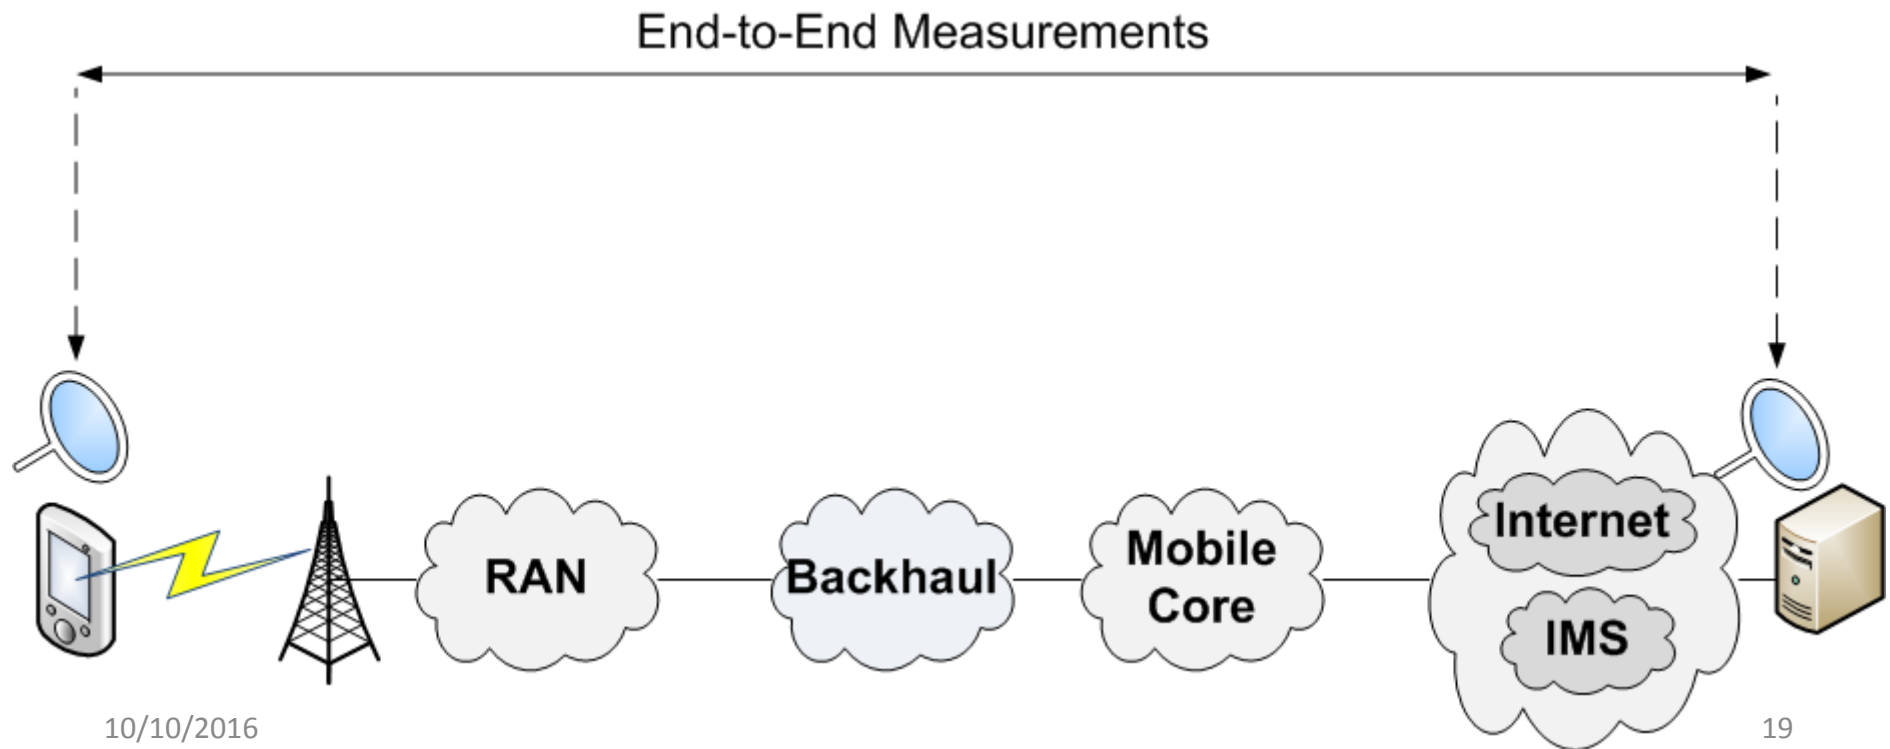 End-to-End Measurements
RAN
Backhaul
Mobile
Core
Internet
IMS
10/10/2016
19